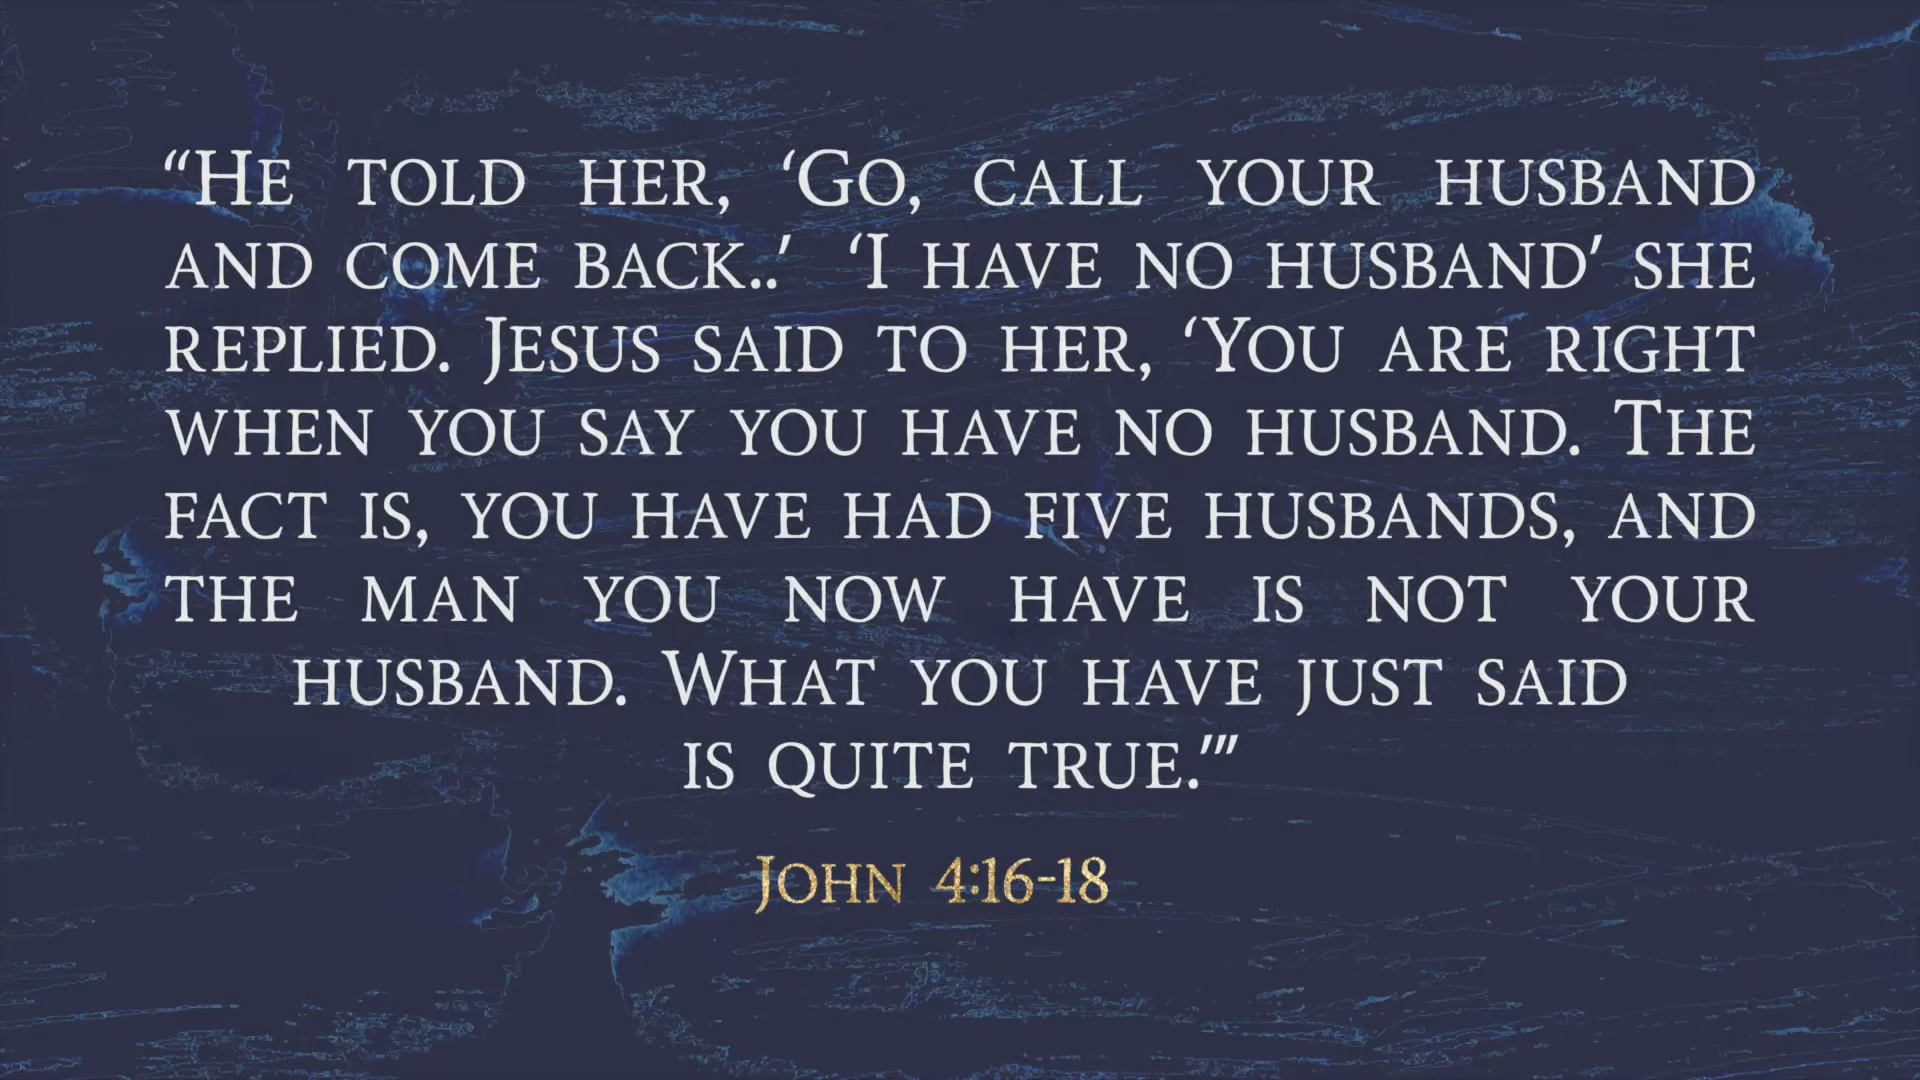 “He told her, ‘Go, call your husband
and come back..’ ‘I have no husband’ she
replied. Jesus said to her, ‘You are right
when you say you have no husband. The
fact is, you have had five husbands, and
the man you now have is not your
husband. What you have just said
is quite true.’”
John 4:16-18